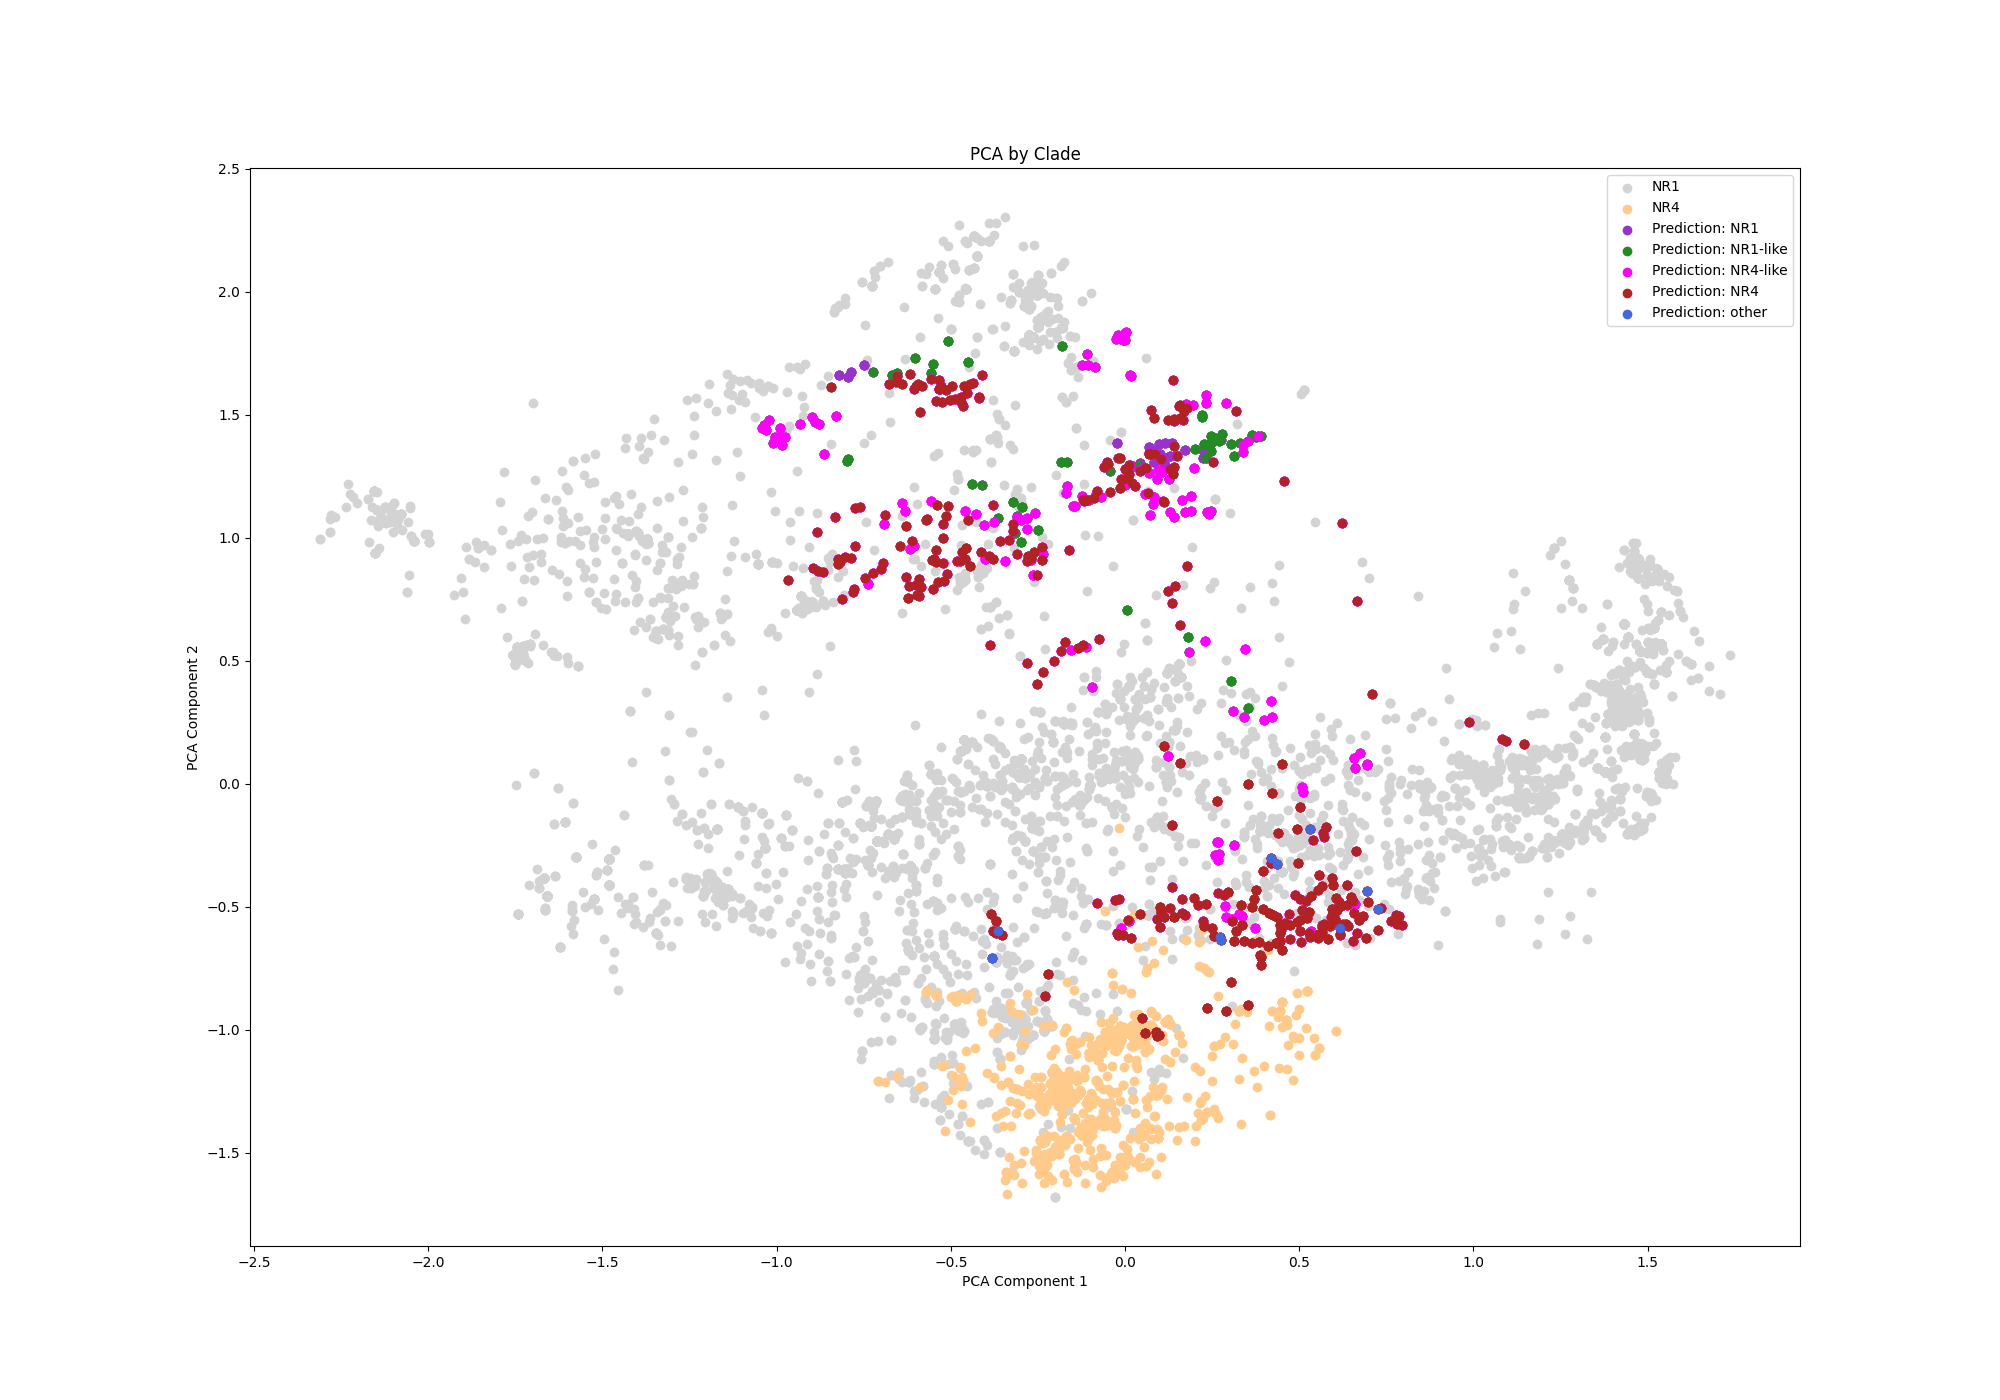 PCA by Clade
2.5
2.0
1.5
1.0
0.5
0.0
−0.5
−1.0
−1.5
PCA Component 2
NR1
NR4
Prediction: NR1
Prediction: NR1-like
Prediction: NR4-like
Prediction: NR4
Prediction: other
−2.5 −2.0 −1.5 −1.0 −0.5 0.0 0.5 1.0 1.5
PCA Component 1